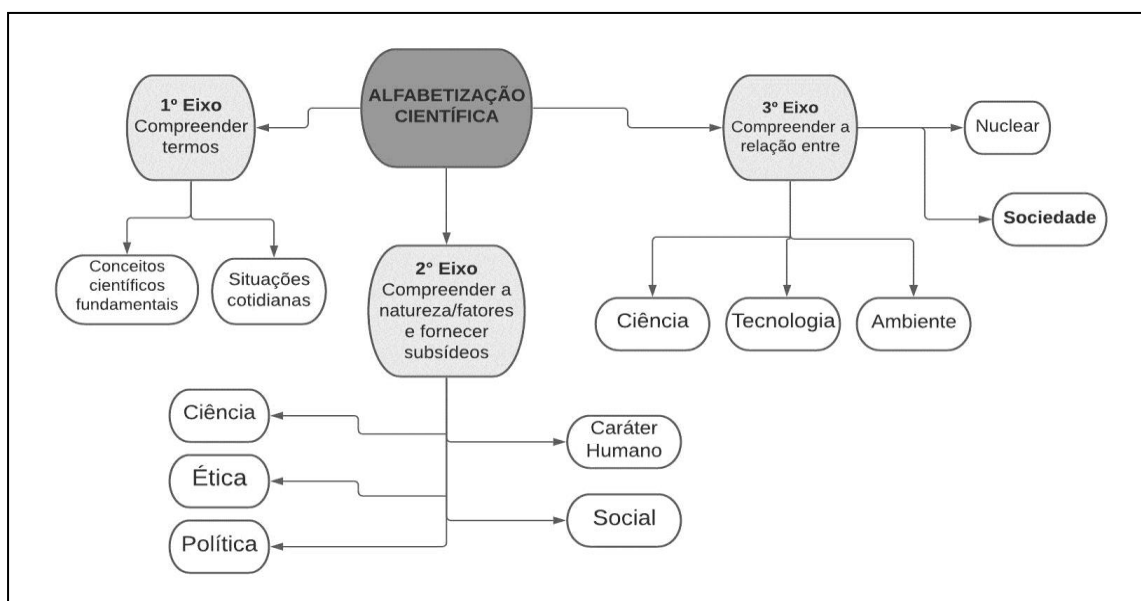 ALFABETIZAÇÃO
CIENTÍFICA
1º Eixo
Compreender
termos
Conceitos
científicos
fundamentais
Situações
cotidianas
2° Eixo
Compreender a
natureza/fatores
e fornecer
subsídeos
Ciência
Ética
Política
Caráter
Humano
Social
3º Eixo
Compreender a
relação entre
Nuclear
Sociedade
Ciência
Tecnologia
Ambiente